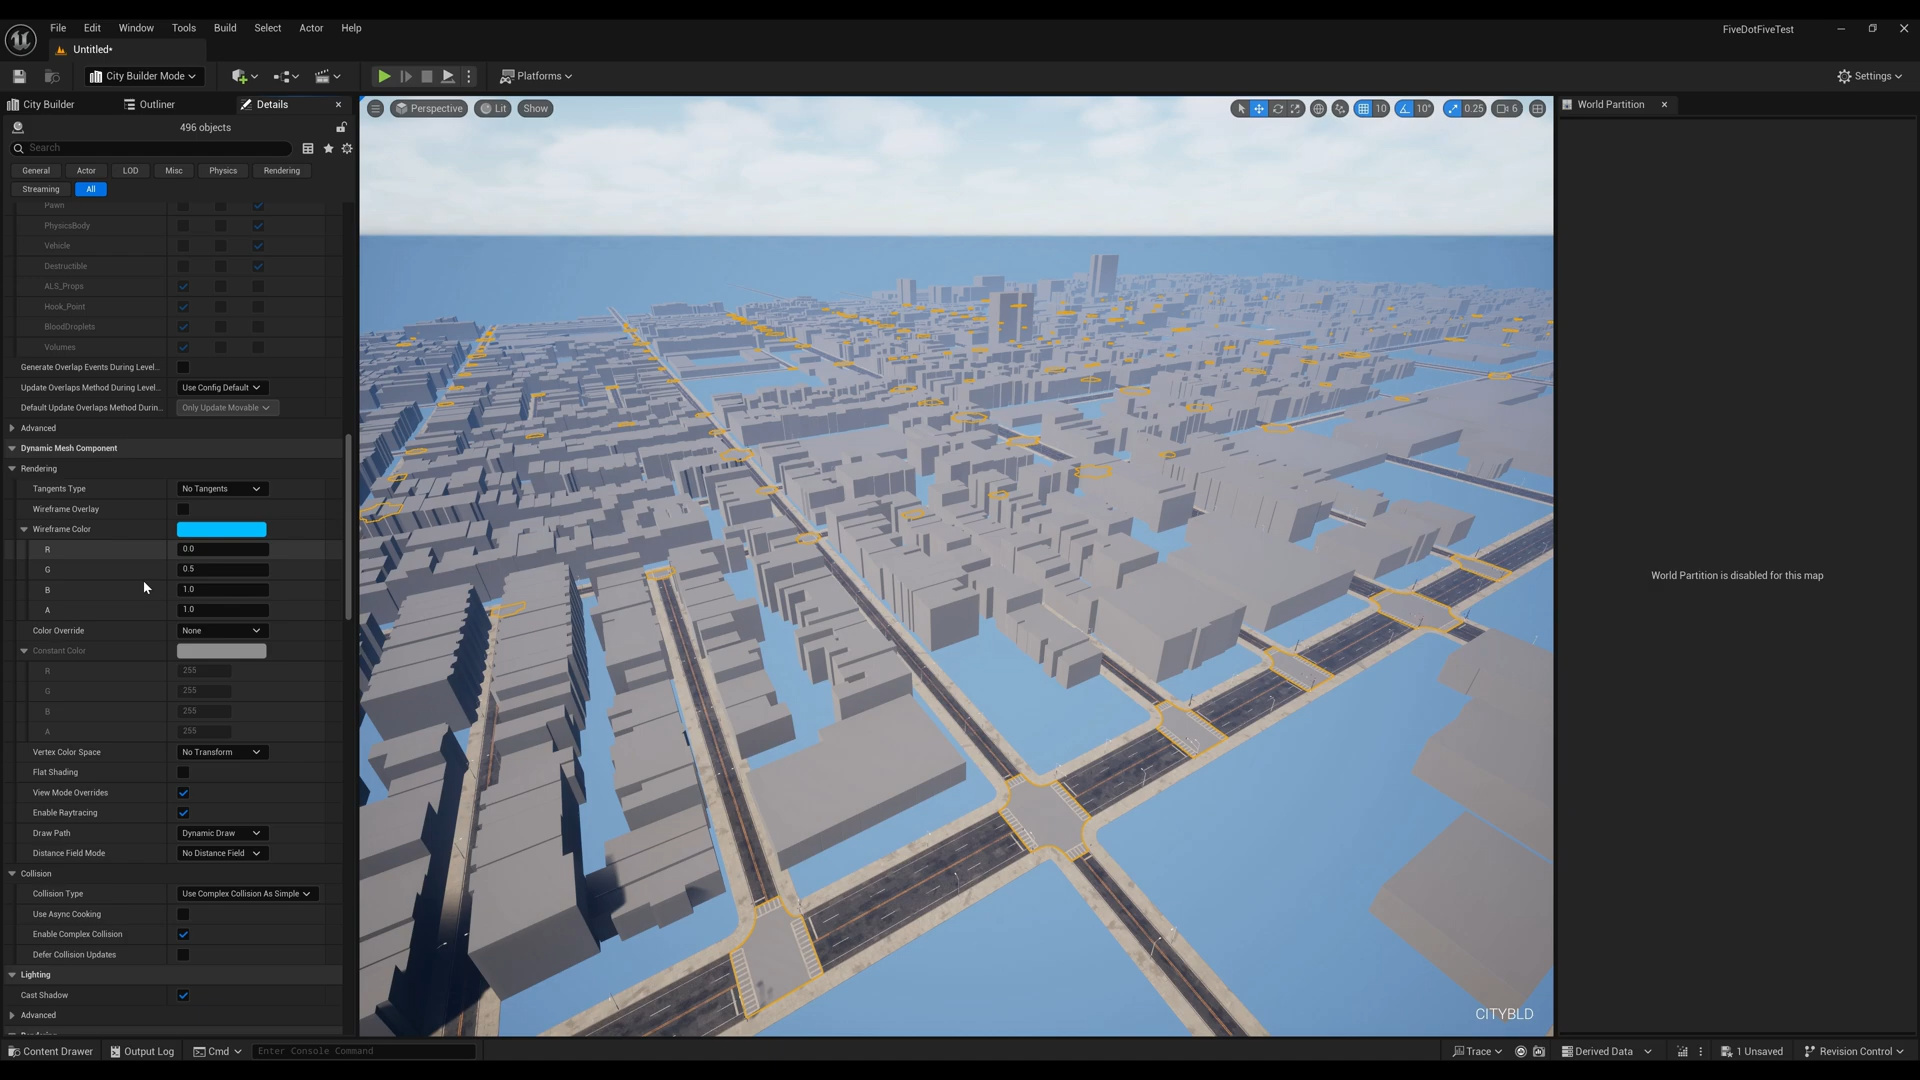 File Edit Window Tools Build Select Actor Help
FiveDotFiveTest
Untitled*
City Builder Mode
Platforms
Settings
City Builder
Outliner
Details
Perspective
Lit
Show
10
10°
0.25
6
World Partition
496 objects
Search
General
Actor
LOD
Misc
Physics
Rendering
Streaming
All
Pawn
PhysicsBody
Vehicle
Destructible
ALS_Props
Hook_Point
BloodDroplets
Volumes
Generate Overlap Events During Level...
Update Overlaps Method During Level... Use Config Default
Default Update Overlaps Method Durin... Only Update Movable
Advanced
Dynamic Mesh Component
Rendering
Tangents Type No Tangents
Wireframe Overlay
Wireframe Color
R 0.0
G 0.5
B 1.0
A 1.0
Color Override None
Constant Color
R 255
G 255
B 255
A 255
Vertex Color Space No Transform
Flat Shading
View Mode Overrides
Enable Raytracing
Draw Path Dynamic Draw
Distance Field Mode No Distance Field
Collision
Collision Type Use Complex Collision As Simple
Use Async Cooking
Enable Complex Collision
Defer Collision Updates
Lighting
Cast Shadow
Advanced
World Partition is disabled for this map
CITYBLD
Content Drawer
Output Log
Cmd
Enter Console Command
Trace
Derived Data
1 Unsaved
Revision Control